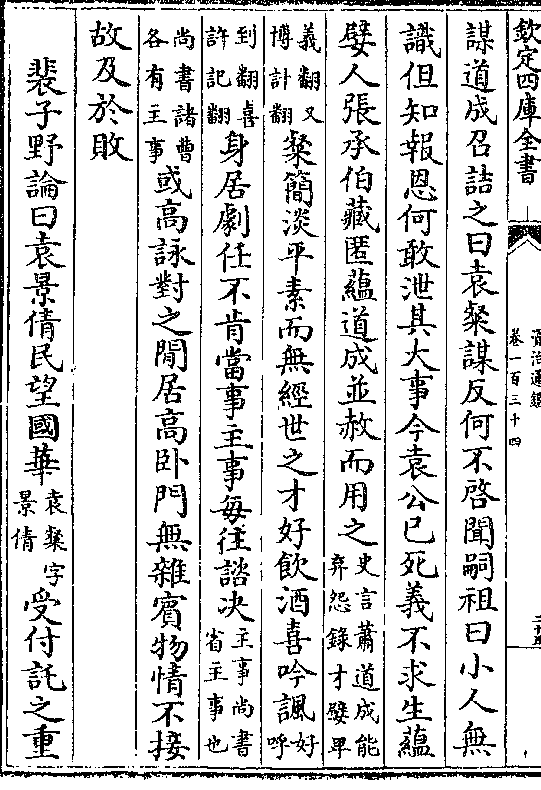 欽定四庫全書
資治通鑑
卷一百三十四
謀道成召詰之曰袁粲謀反何不啓聞嗣祖曰小人無
識但知報恩何敢泄其大事今袁公已死義不求生蘊
嬖人張承伯藏匿蘊道成並赦而用之史言蕭道成能棄怨錄才嬖卑
義翻又博計翻粲簡淡平素而無經世之才好飲酒喜吟諷好呼
到翻喜許記翻身居劇任不肯當事主事每往諮决主事尚書省主事也
尚書諸曹各有主事或高詠對之閒居高卧門無雜賓物情不接
故及於敗
裴子野論曰袁景倩民望國華袁粲字景倩受付託之重